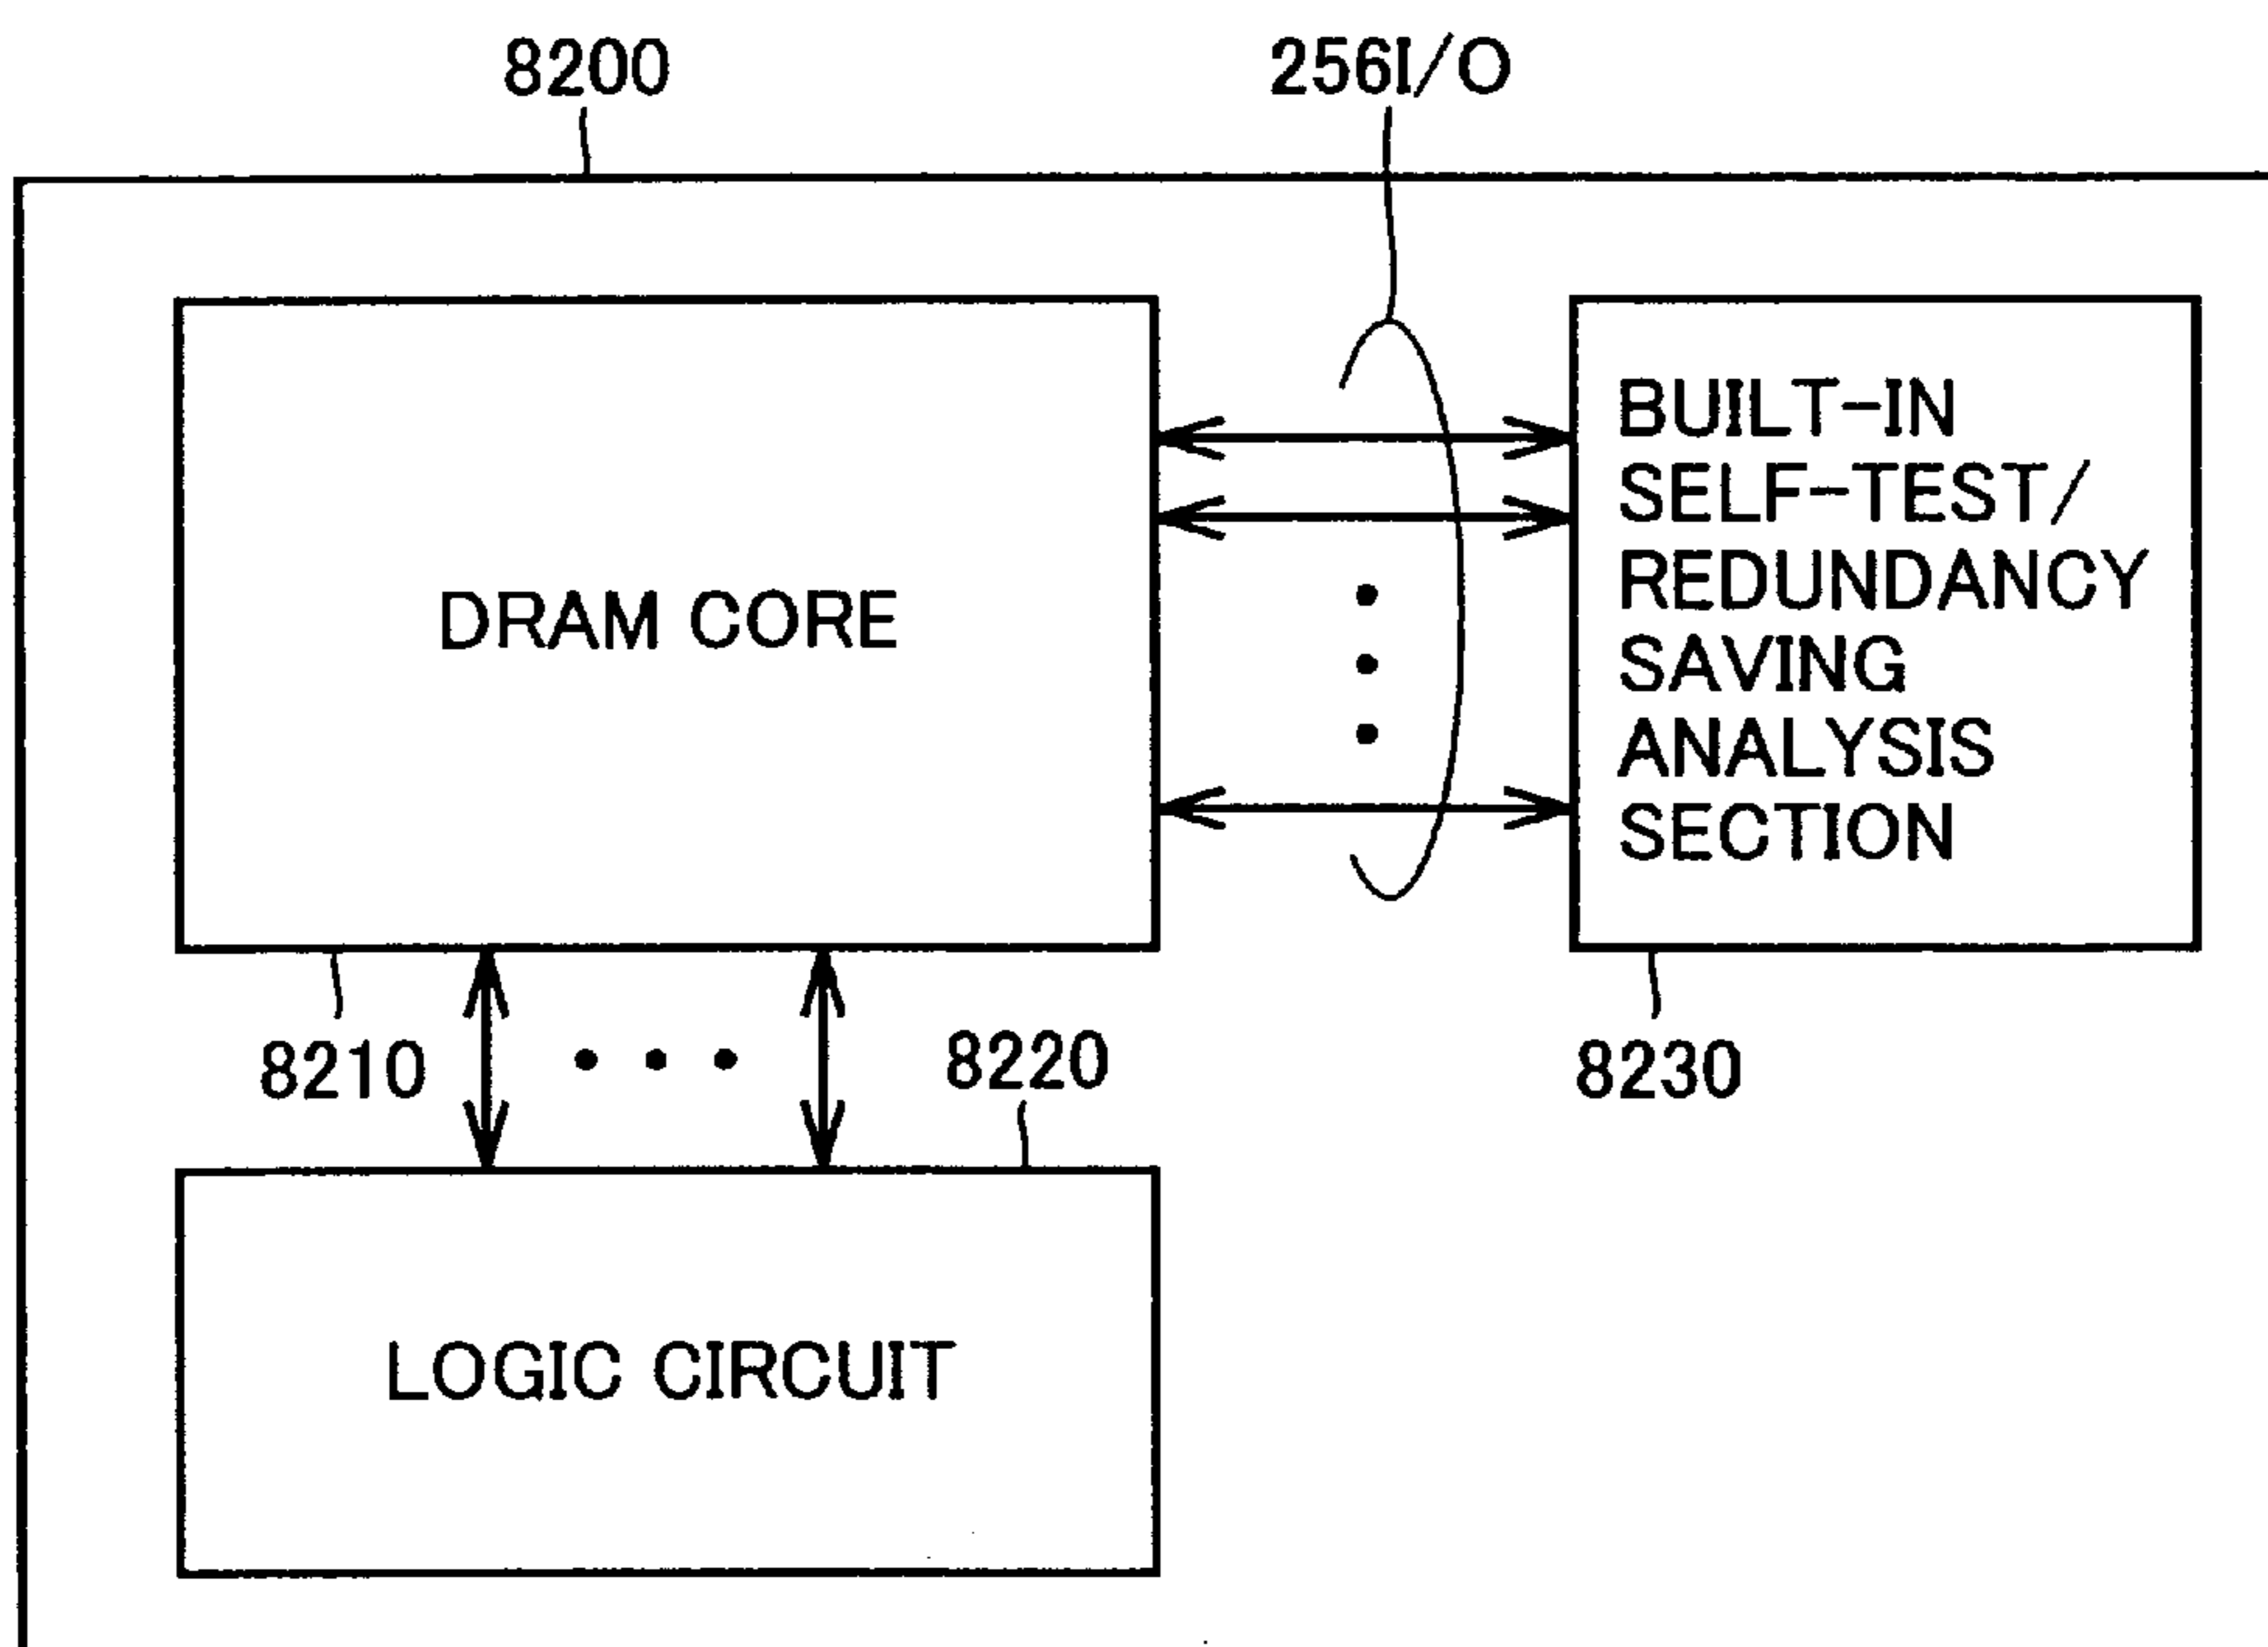 8200
256I/O
DRAM CORE
BUILT-IN
SELF-TEST/
REDUNDANCY
SAVING
ANALYSIS
SECTION
8210
8220
8230
LOGIC CIRCUIT